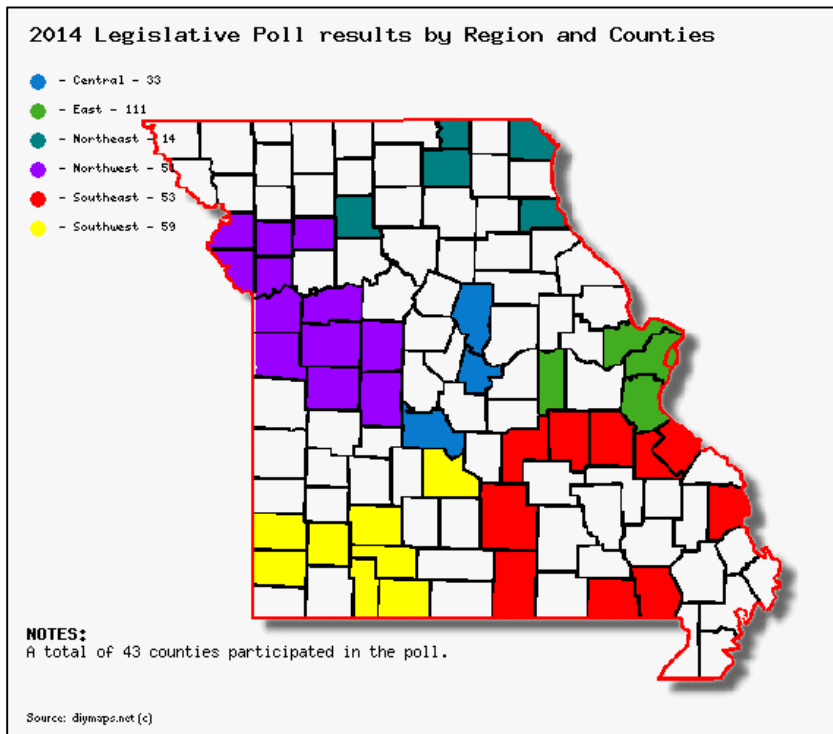 2014 Legislative Poll results by Region and Counties
- Central - 33
- East - 111
- Northeast - 14
- Northwest -
- Southeast - 53
- Southwest - 59
NOTES:
A total of 43 counties participated in the poll.
Source: diymaps.net (c)